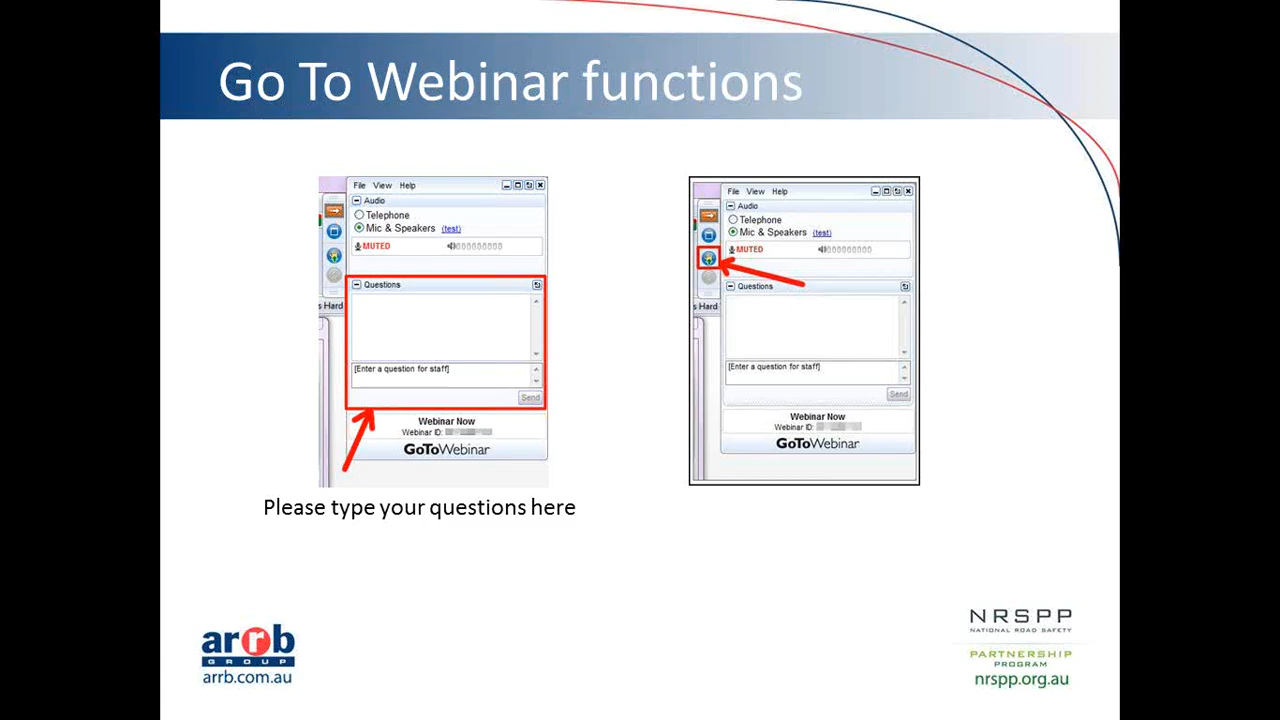 Go To Webinar functions
File View Help
Audio
Telephone
Mic & Speakers (test)
MUTED
Questions
s Hard
[Enter a question for staff]
Send
Webinar Now
Webinar ID:
GoToWebinar
Please type your questions here
File View Help
Audio
Telephone
Mic & Speakers (test)
MUTED
Questions
s Hard
[Enter a question for staff]
Send
Webinar Now
Webinar ID:
GoToWebinar
arrb
GROUP
arrb.com.au
NRSPP
NATIONAL ROAD SAFETY
PARTNERSHIP
PROGRAM
nrspp.org.au